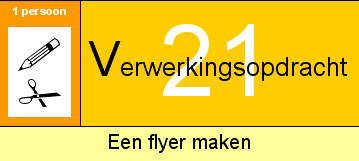 1 persoon
21
Verwerkingsopdracht
Een flyer maken